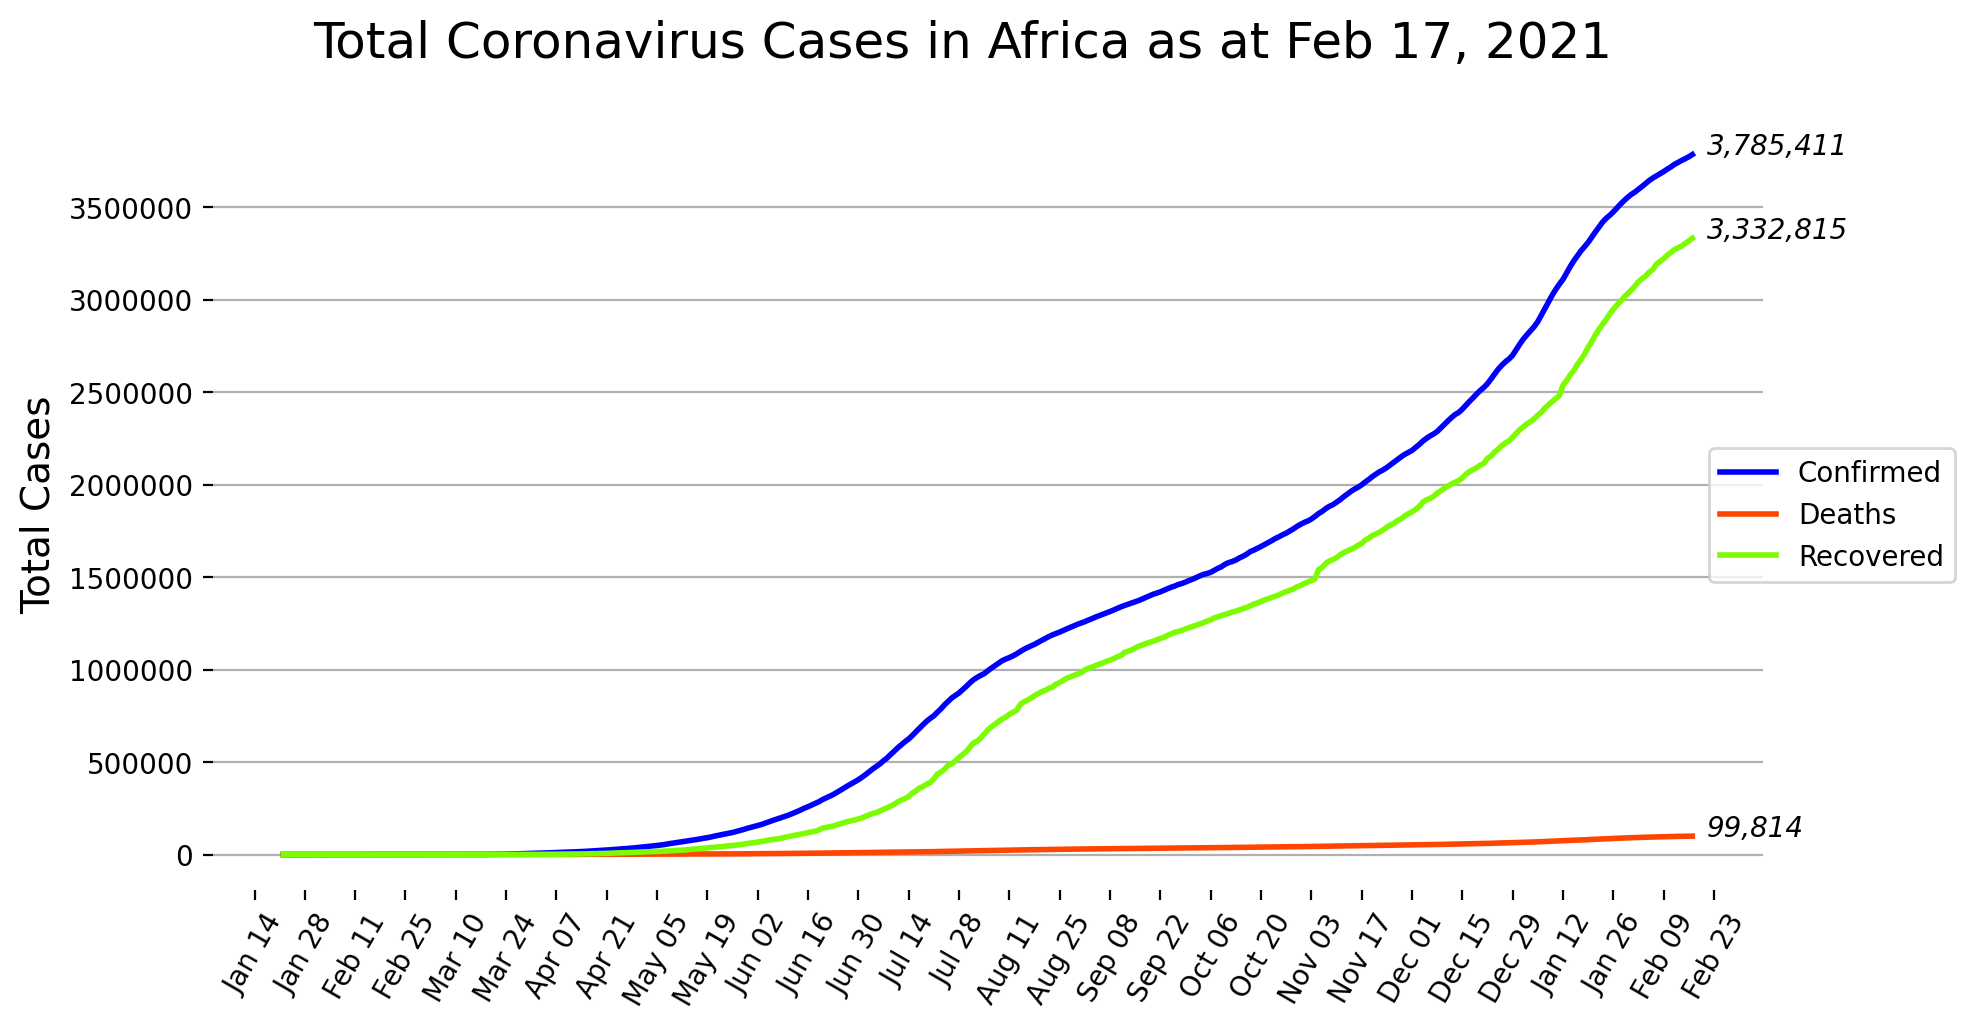 Total Coronavirus Cases in Africa as at Feb 17, 2021
Total Cases
3500000
3000000
2500000
2000000
1500000
1000000
500000
0
3,785,411
3,332,815
99,814
Confirmed
Deaths
Recovered
Jan 14
Jan 28
Feb 11
Feb 25
Mar 10
Mar 24
Apr 07
Apr 21
May 05
May 19
Jun 02
Jun 16
Jun 30
Jul 14
Jul 28
Aug 11
Aug 25
Sep 08
Sep 22
Oct 06
Oct 20
Nov 03
Nov 17
Dec 01
Dec 15
Dec 29
Jan 12
Jan 26
Feb 09
Feb 23